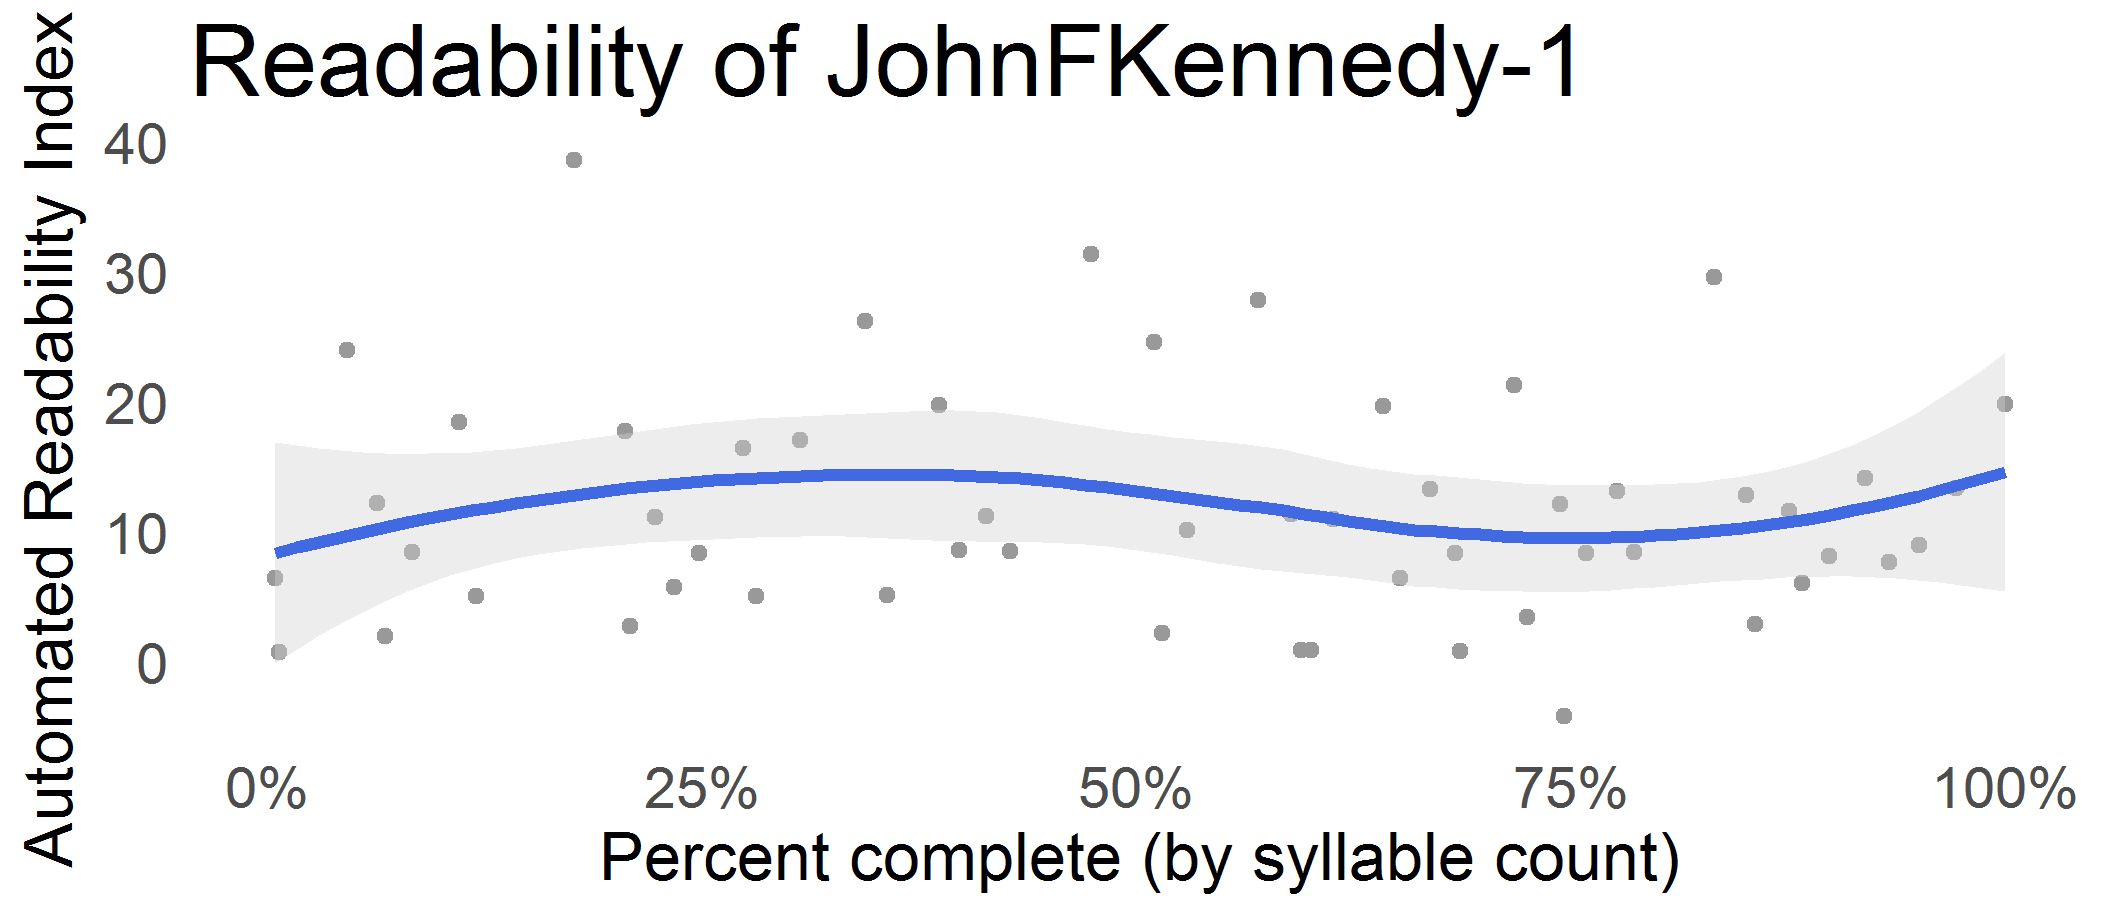 Readability of JohnFKennedy-1
Automated Readability Index
40
30
20
10
0
0% 25% 50% 75% 100%
Percent complete (by syllable count)